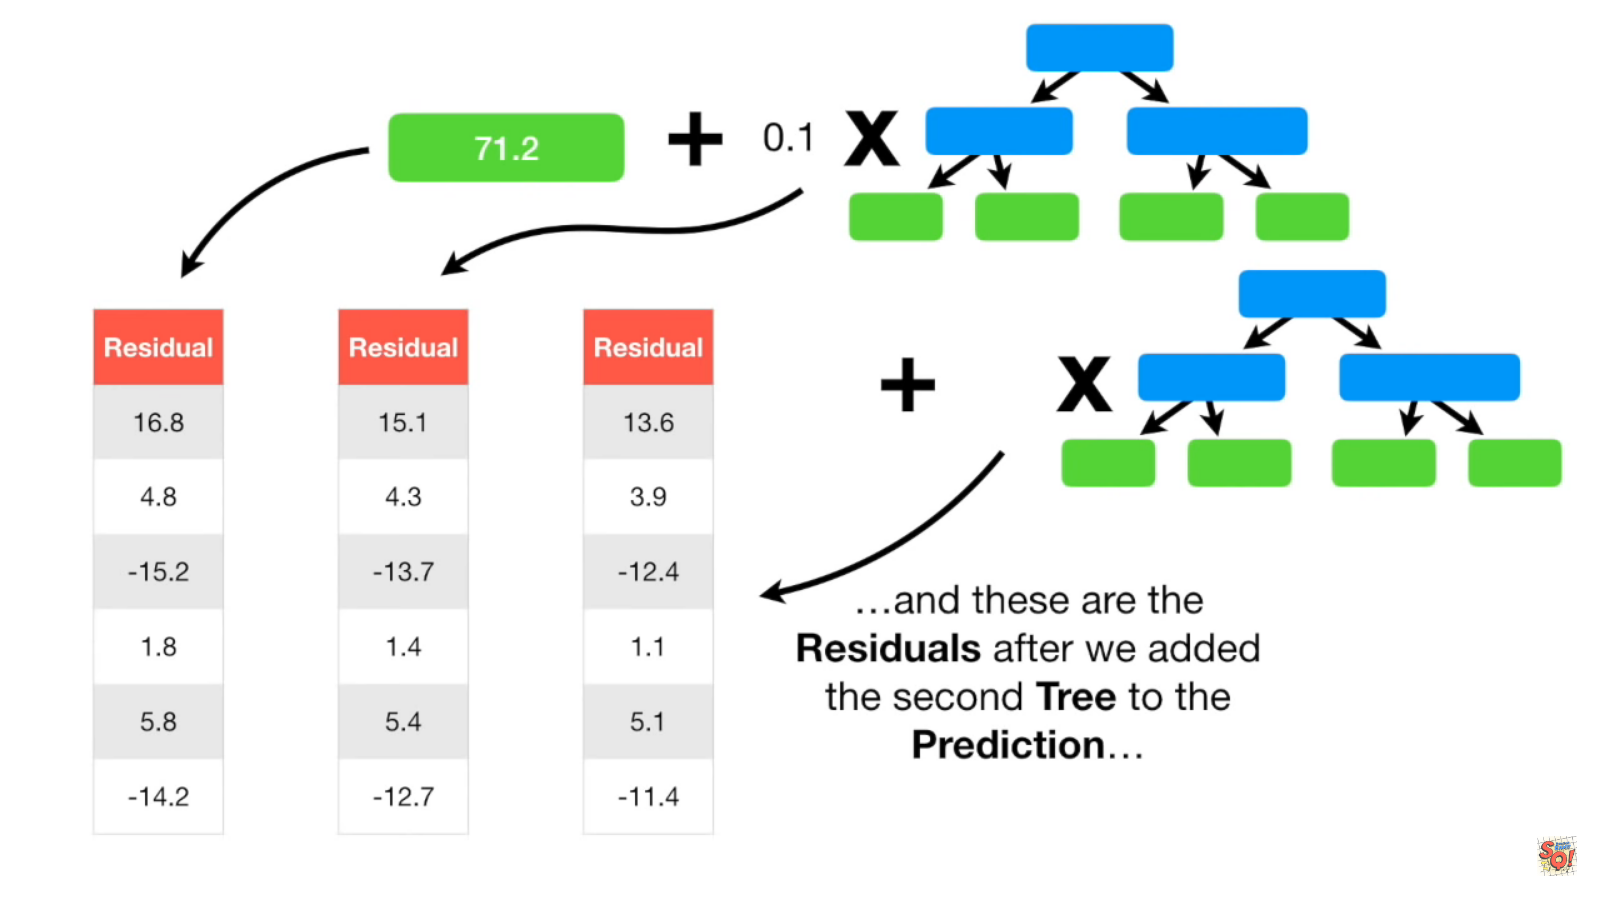 71.2 + 0.1 X
+ X
Residual Residual Residual
16.8 15.1 13.6
4.8 4.3 3.9
-15.2 -13.7 -12.4
1.8 1.4 1.1
5.8 5.4 5.1
-14.2 -12.7 -11.4
…and these are the
Residuals after we added
the second Tree to the
Prediction…
SQ!